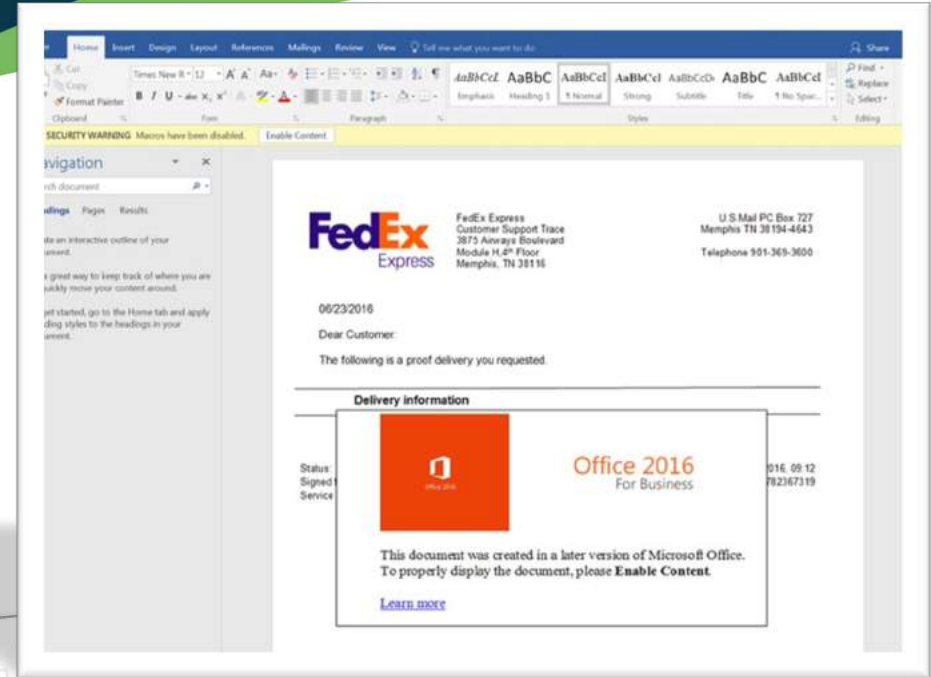 Home Insert Design Layout References Mailings Review View Tell me what you want to do Share
Cut
Times New R 12
Find
Copy
Replace
Format Painter
Select
AaBbCcI AaBbC AaBbCcI AaBbCcI AaBbCcD AaBbC AaBbCcI
Emphasis Heading 1 ¶ Normal Strong Subtitle Title ¶ No Spac...
Clipboard Font Paragraph Styles Editing
SECURITY WARNING Macros have been disabled. Enable Content
avigation
rch document
adings Pages Results
ate an interactive outline of your
ument.
a great way to keep track of where you are
uickly move your content around.
get started, go to the Home tab and apply
ding styles to the headings in your
ument.
FedEx
Express
FedEx Express
Customer Support Trace
3875 Airways Boulevard
Module H,4th Floor
Memphis, TN 38116
U.S.Mail PC Box 727
Memphis TN 38194-4643
Telephone 901-369-3600
06/23/2016
Dear Customer:
The following is a proof delivery you requested.
Delivery information
Status:
Signed f
Service
016, 09:12
782367319
Office 2016
Office 2016
For Business
This document was created in a later version of Microsoft Office.
To properly display the document, please Enable Content.
Learn more